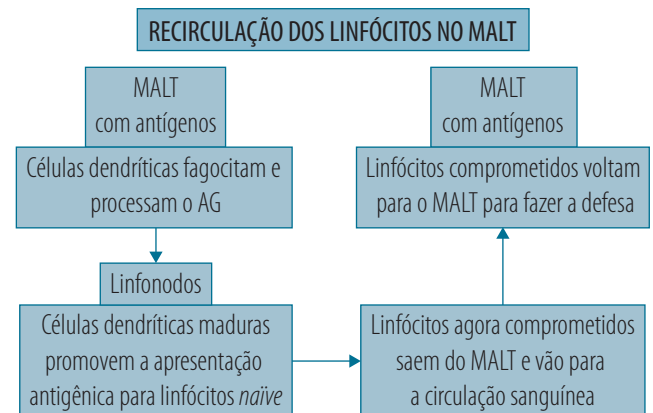 RECIRCULAÇÃO DOS LINFÓCITOS NO MALT
MALT
com antígenos
Células dendríticas fagocitam e
processam o AG
Linfonodos
Células dendríticas maduras
promovem a apresentação
antigênica para linfócitos naïve
Linfócitos agora comprometidos
saem do MALT e vão para
a circulação sanguínea
MALT
com antígenos
Linfócitos comprometidos voltam
para o MALT para fazer a defesa